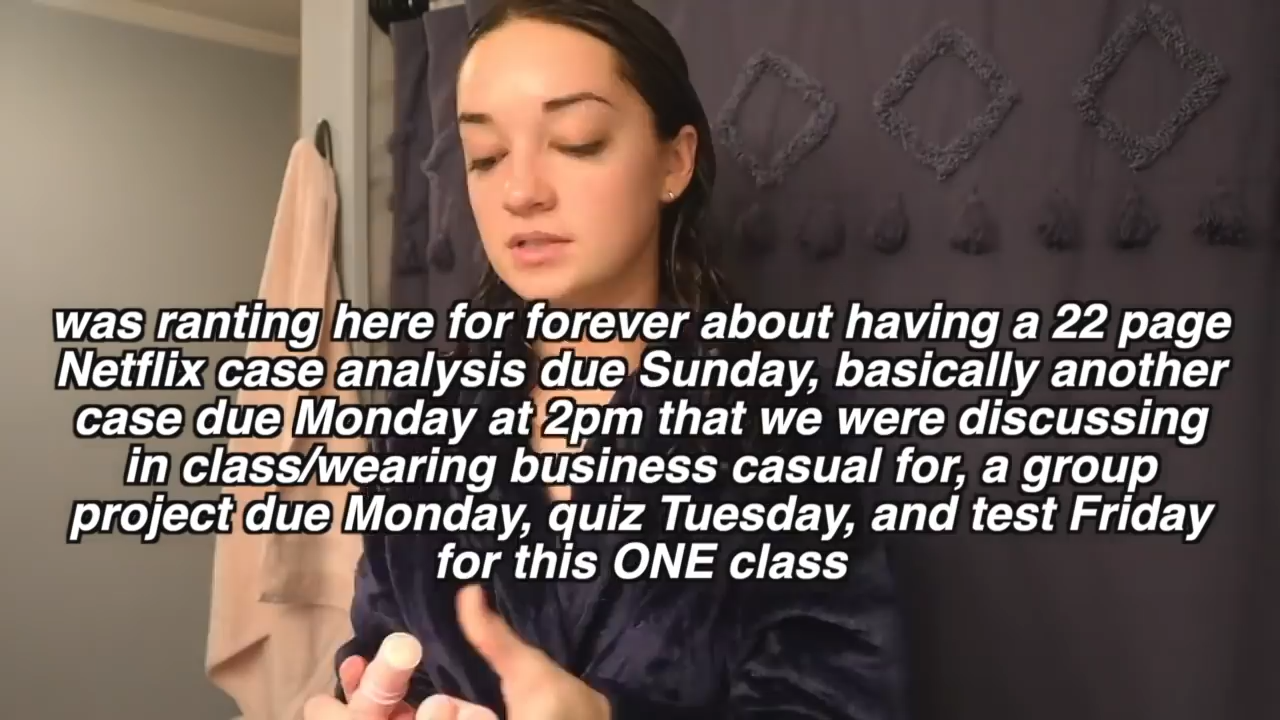 was ranting here for forever about having a 22 page
Netflix case analysis due Sunday, basically another
case due Monday at 2pm that we were discussing
in class/wearing business casual for, a group
project due Monday, quiz Tuesday, and test Friday
for this ONE class